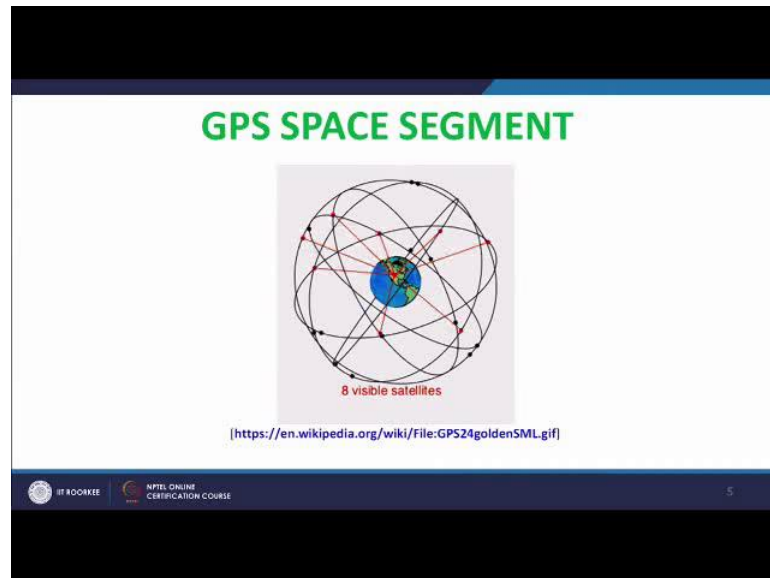 GPS SPACE SEGMENT
8 visible satellites
[https://en.wikipedia.org/wiki/File:GPS24goldenSML.gif]
IIT ROORKEE
NPTEL ONLINE
CERTIFICATION COURSE
5